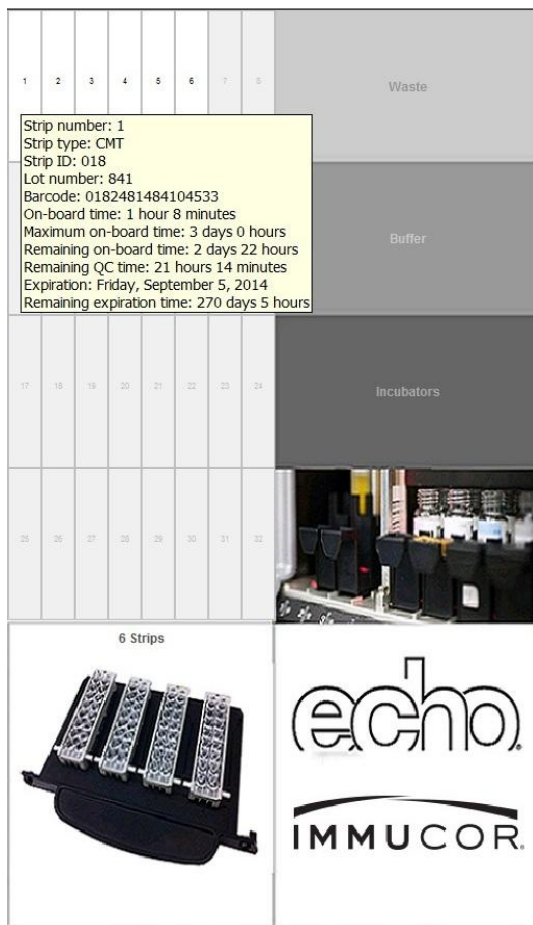 1 2 3 4 5 6 7 8
Waste
Strip number: 1
Strip type: CMT
Strip ID: 018
Lot number: 841
Barcode: 0182481484104533
On-board time: 1 hour 8 minutes
Maximum on-board time: 3 days 0 hours
Remaining on-board time: 2 days 22 hours
Remaining QC time: 21 hours 14 minutes
Expiration: Friday, September 5, 2014
Remaining expiration time: 270 days 5 hours
Buffer
17 18 19 20 21 22 23 24
Incubators
25 26 27 28 29 30 31 32
6 Strips
echo
IMMUCOR